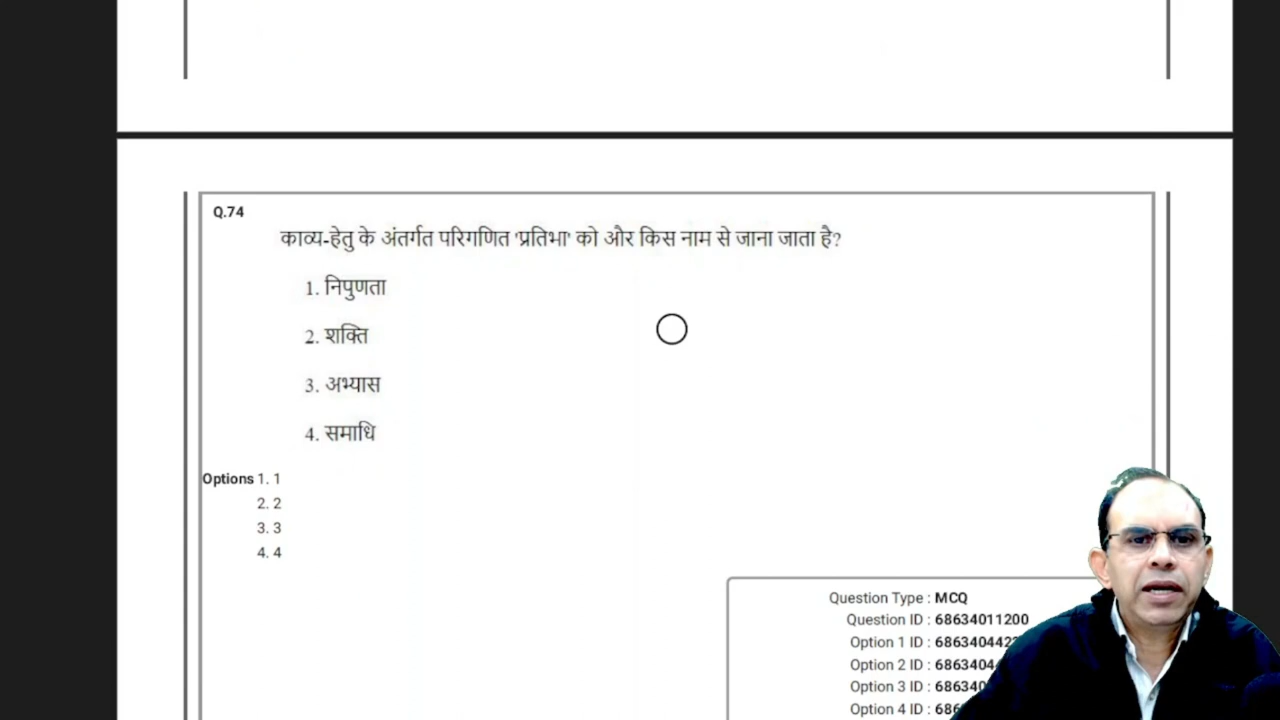 Q.74
काव्य-हेतु के अंतर्गत परिगणित 'प्रतिभा' को और किस नाम से जाना जाता है?
1. निपुणता
2. शक्ति
3. अभ्यास
4. समाधि
Options 1. 1
2. 2
3. 3
4. 4
Question Type : MCQ
Question ID : 68634011200
Option 1 ID :
Option 2 ID :
Option 3 ID :
Option 4 ID :